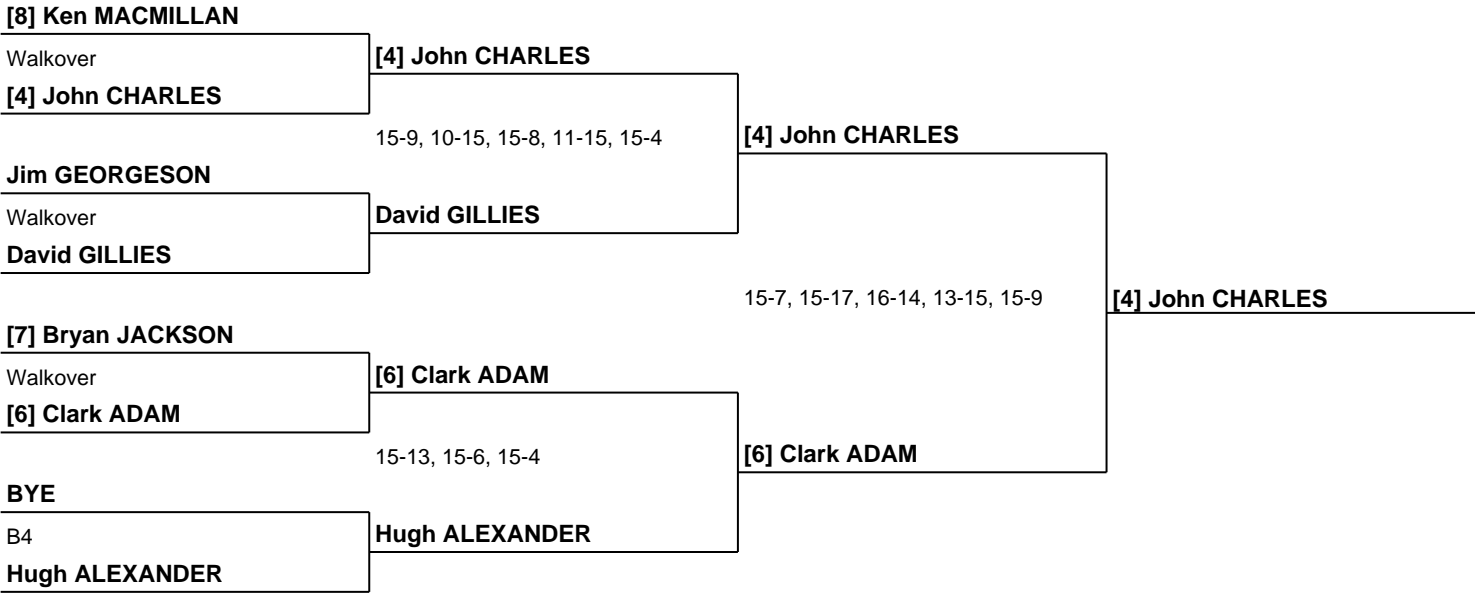 [8] Ken MACMILLAN
Walkover
[4] John CHARLES
[4] John CHARLES
15-9, 10-15, 15-8, 11-15, 15-4
[4] John CHARLES
Jim GEORGESON
Walkover
David GILLIES
David GILLIES
15-7, 15-17, 16-14, 13-15, 15-9
[4] John CHARLES
[7] Bryan JACKSON
Walkover
[6] Clark ADAM
[6] Clark ADAM
15-13, 15-6, 15-4
[6] Clark ADAM
BYE
B4
Hugh ALEXANDER
Hugh ALEXANDER